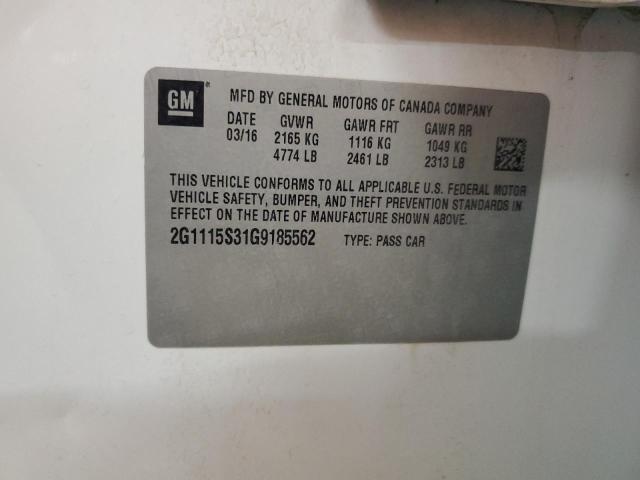 GM
MFD BY GENERAL MOTORS OF CANADA COMPANY
DATE GVWR GAWR FRT GAWR RR
03/16 2165 KG 1116 KG 1049 KG
4774 LB 2461 LB 2313 LB
THIS VEHICLE CONFORMS TO ALL APPLICABLE U.S. FEDERAL MOTOR
VEHICLE SAFETY, BUMPER, AND THEFT PREVENTION STANDARDS IN
EFFECT ON THE DATE OF MANUFACTURE SHOWN ABOVE.
2G1115S31G9185562 TYPE: PASS CAR